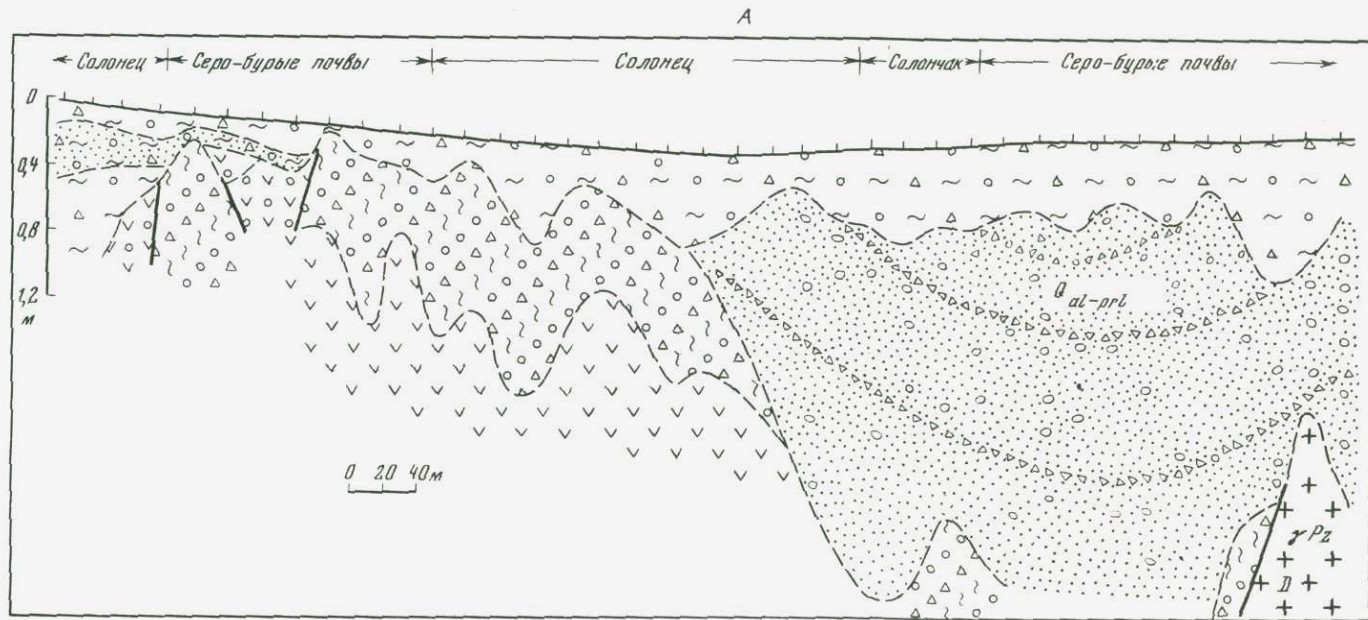 А
Солонец Серо-бурые почвы Солонец Солончак Серо-бурые почвы
0
0,4
0,8
1,2
м
Q al-prl
0 20 40м
γ Pz
D